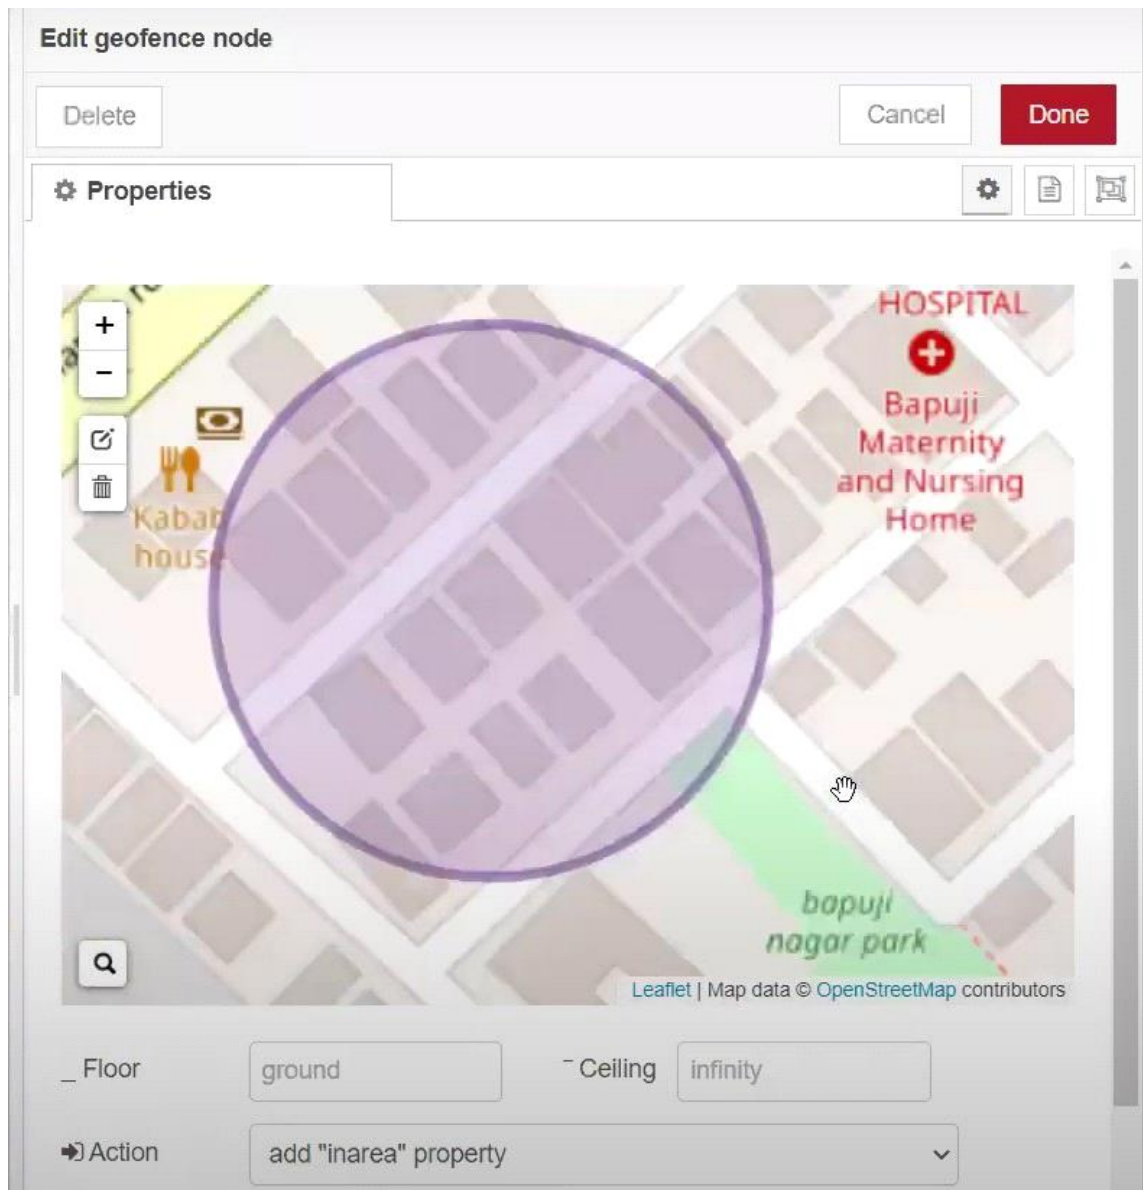 Edit geofence node
Delete
Cancel
Done
Properties
+
−
HOSPITAL
Bapuji
Maternity
and Nursing
Home
Kabab
house
bapuji
nagar park
Leaflet | Map data © OpenStreetMap contributors
Floor
ground
Ceiling
infinity
Action
add "inarea" property